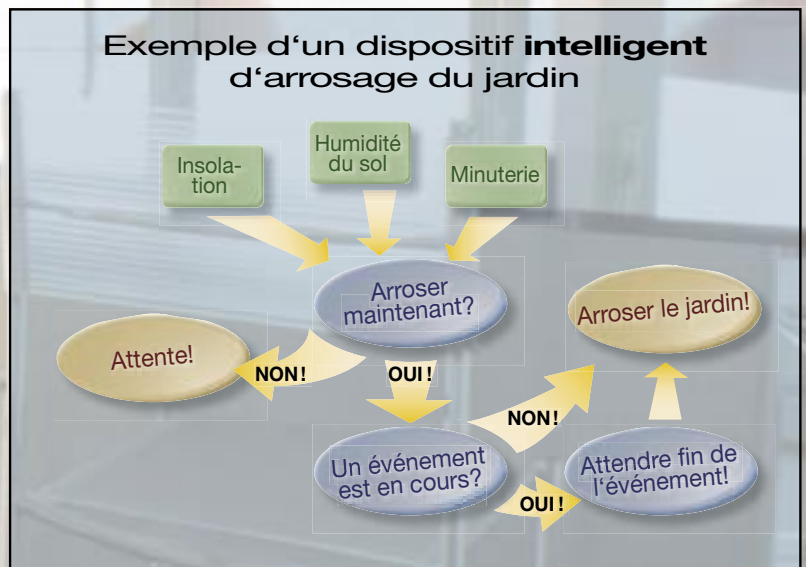 Exemple d‘un dispositif intelligent
d‘arrosage du jardin
Insola-
tion
Humidité
du sol
Minuterie
Arroser
maintenant?
Arroser le jardin!
Attente!
NON!
OUI!
NON!
Un événement
est en cours?
Attendre fin de
l‘événement!
OUI!